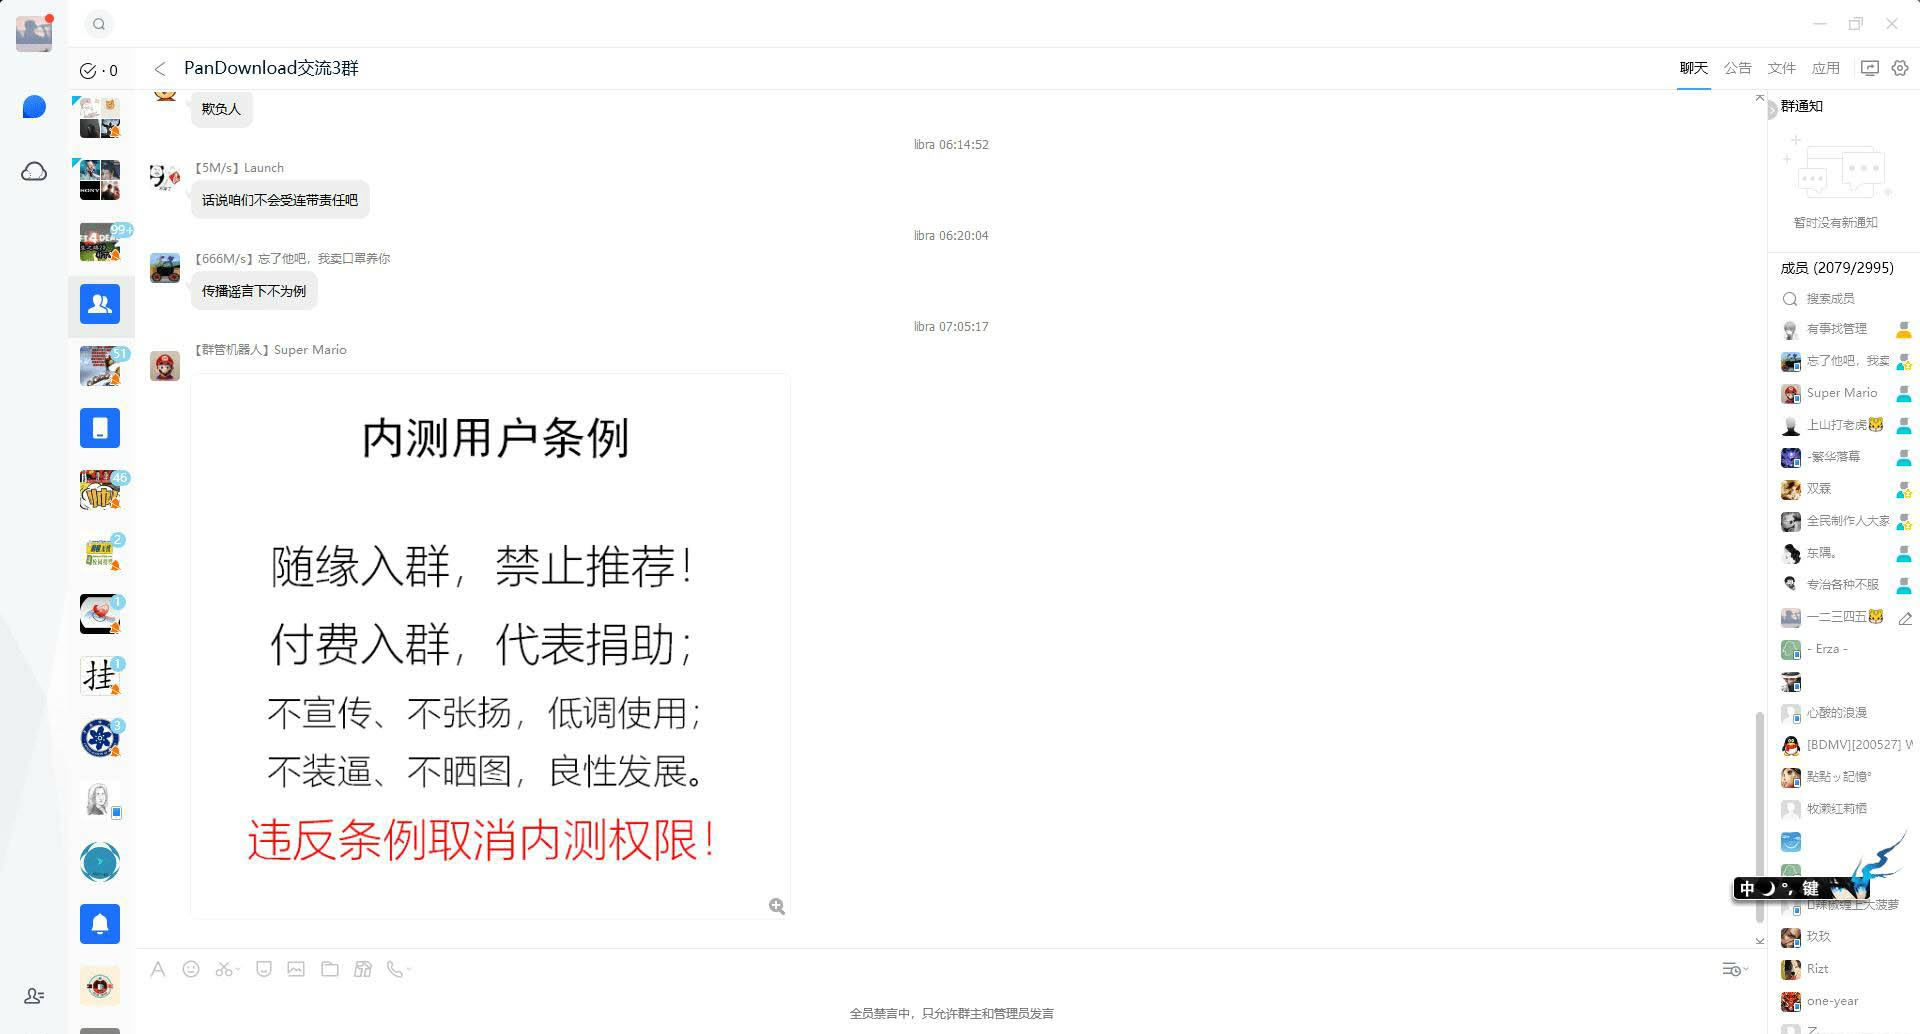 · 0
PanDownload交流3群
聊天
公告
文件
应用
欺负人
libra 06:14:52
【5M/s】Launch
话说咱们不会受连带责任吧
libra 06:20:04
【666M/s】忘了他吧，我卖口罩养你
传播谣言下不为例
libra 07:05:17
【群管机器人】Super Mario
内测用户条例
随缘入群，禁止推荐！
付费入群，代表捐助；
不宣传、不张扬，低调使用；
不装逼、不晒图，良性发展。
违反条例取消内测权限！
全员禁言中，只允许群主和管理员发言
99+
51
46
2
1
挂
1
3
SONY
群通知
暂时没有新通知
成员 (2079/2995)
搜索成员
有事找管理
忘了他吧，我卖
Super Mario
上山打老虎
-繁华落幕
双霖
全民制作人大家
东隅。
专治各种不服
一二三四五
- Erza -
心酸的浪漫
[BDMV][200527] W
點點ッ記憶°
牧濑红莉栖
中 °, 键
玖玖
Rizt
one-year